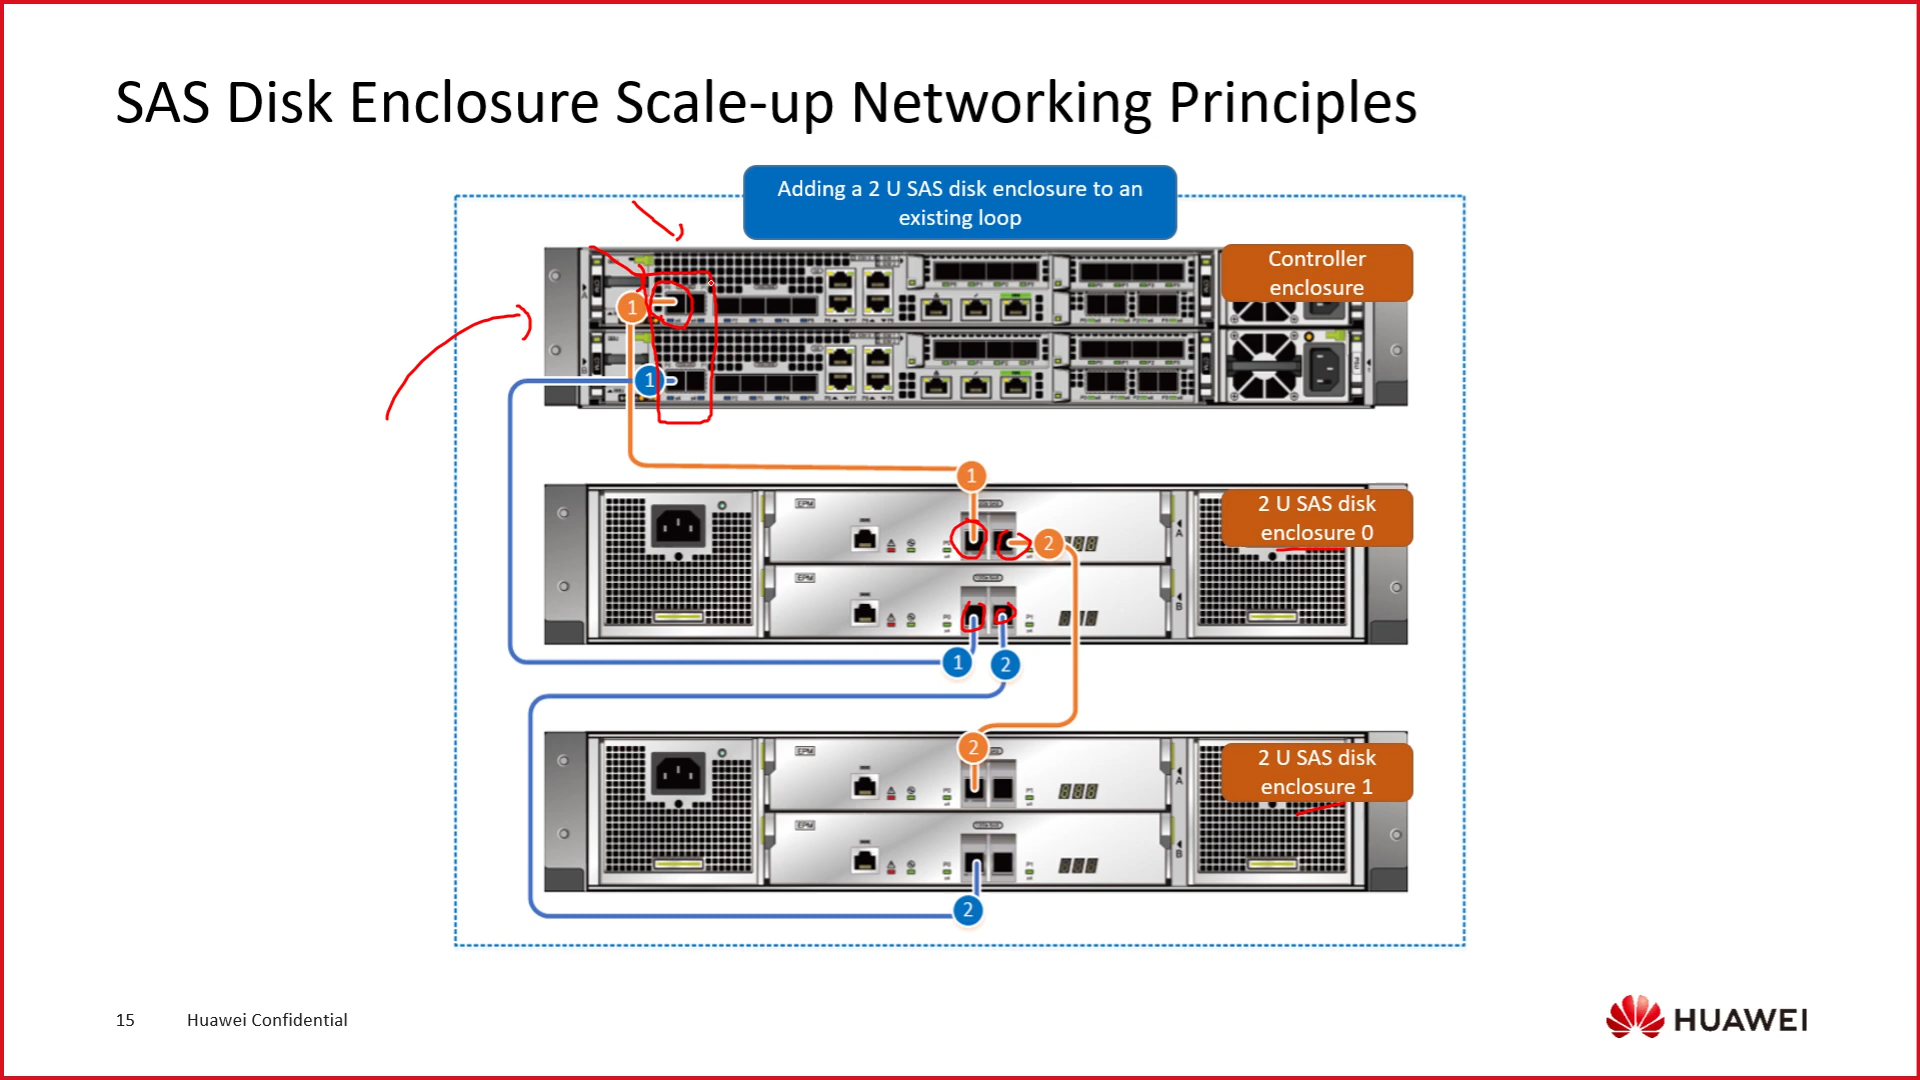 SAS Disk Enclosure Scale-up Networking Principles
Adding a 2 U SAS disk enclosure to an
existing loop
Controller
enclosure
1
1
1
2 U SAS disk
enclosure 0
2
1
2
2
2 U SAS disk
enclosure 1
2
15
Huawei Confidential
HUAWEI